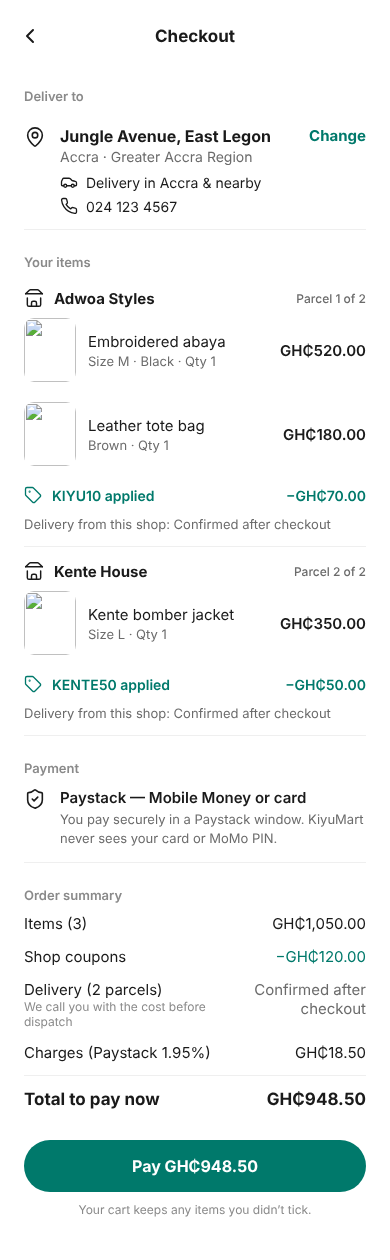 Checkout
Deliver to
Jungle Avenue, East Legon
Change
Accra · Greater Accra Region
Delivery in Accra & nearby
024 123 4567
Your items
Adwoa Styles
Parcel 1 of 2
Embroidered abaya
GH₵520.00
Size M · Black · Qty 1
Leather tote bag
GH₵180.00
Brown · Qty 1
KIYU10 applied
−GH₵70.00
Delivery from this shop: Confirmed after checkout
Kente House
Parcel 2 of 2
Kente bomber jacket
GH₵350.00
Size L · Qty 1
KENTE50 applied
−GH₵50.00
Delivery from this shop: Confirmed after checkout
Payment
Paystack — Mobile Money or card
You pay securely in a Paystack window. KiyuMart
never sees your card or MoMo PIN.
Order summary
Items (3)
GH₵1,050.00
Shop coupons
−GH₵120.00
Delivery (2 parcels)
Confirmed after
checkout
We call you with the cost before
dispatch
Charges (Paystack 1.95%)
GH₵18.50
Total to pay now
GH₵948.50
Pay GH₵948.50
Your cart keeps any items you didn’t tick.